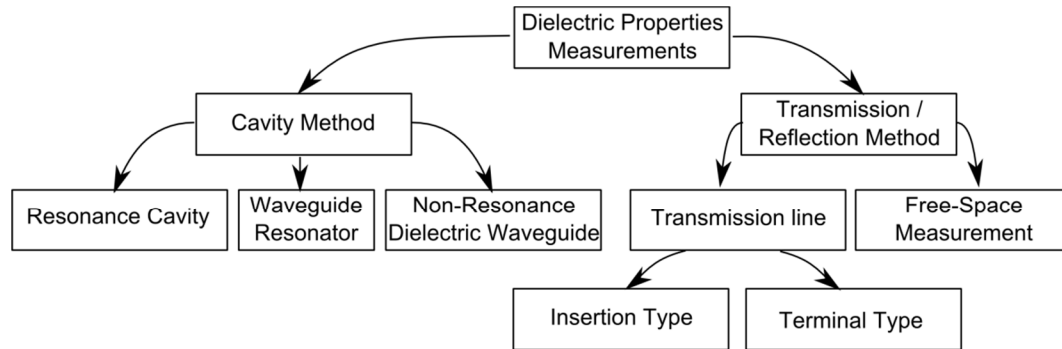 Dielectric Properties
Measurements
Cavity Method
Transmission /
Reflection Method
Resonance Cavity
Waveguide
Resonator
Non-Resonance
Dielectric Waveguide
Transmission line
Free-Space
Measurement
Insertion Type
Terminal Type